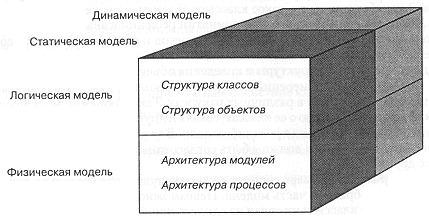 Динамическая модель
Статическая модель
Логическая модель
Структура классов
Структура объектов
Физическая модель
Архитектура модулей
Архитектура процессов